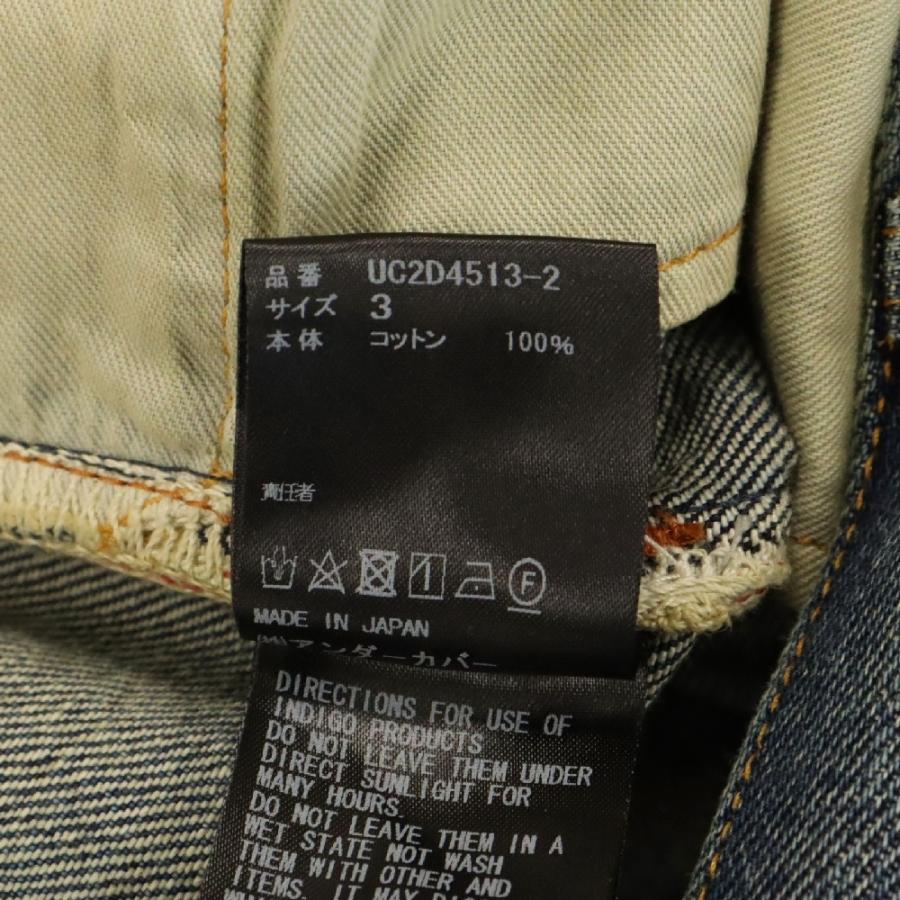 品番 UC2D4513-2
サイズ 3
本体 コットン 100%
責任者
F
MADE IN JAPAN
㈱アンダーカバー
DIRECTIONS FOR USE OF
INDIGO PRODUCTS
DO NOT LEAVE THEM UNDER
DIRECT SUNLIGHT FOR
MANY HOURS.
DO NOT LEAVE THEM IN A
WET STATE NOT WASH
THEM WITH OTHER AND
ITEMS. IT MAY